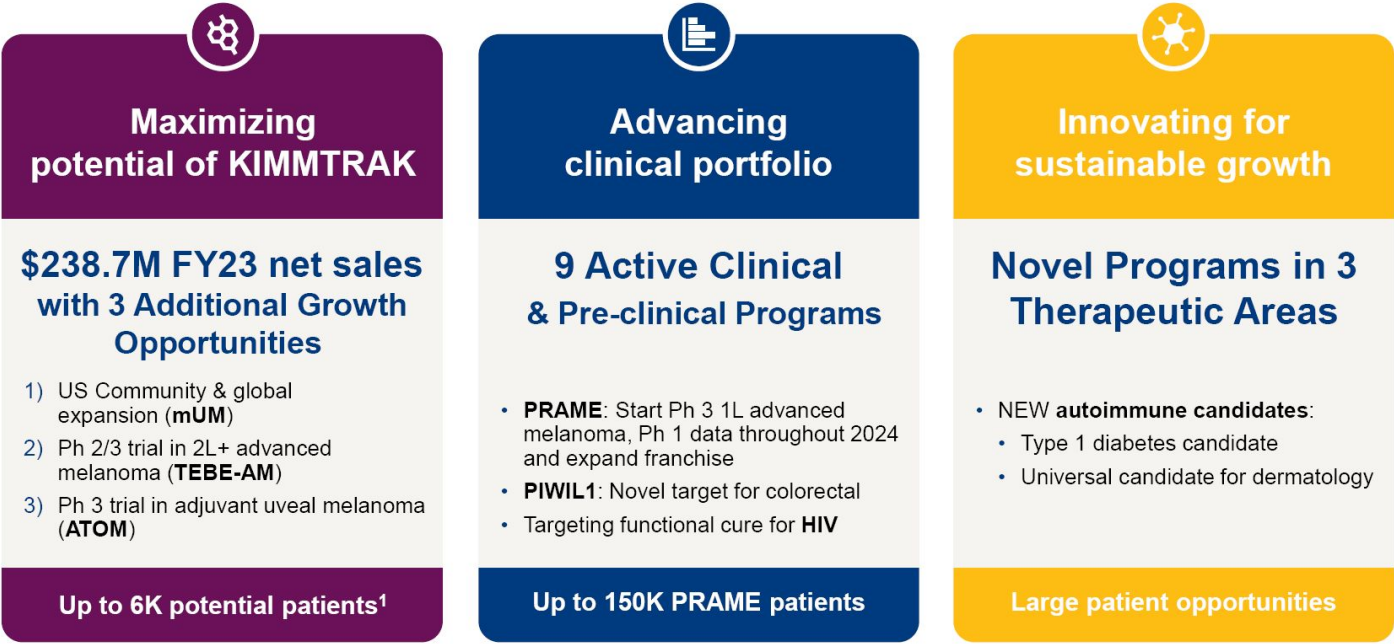 Maximizing
potential of KIMMTRAK
$238.7M FY23 net sales
with 3 Additional Growth
Opportunities
1) US Community & global
expansion (mUM)
2) Ph 2/3 trial in 2L+ advanced
melanoma (TEBE-AM)
3) Ph 3 trial in adjuvant uveal melanoma
(ATOM)
Up to 6K potential patients¹
Advancing
clinical portfolio
9 Active Clinical
& Pre-clinical Programs
• PRAME: Start Ph 3 1L advanced
melanoma, Ph 1 data throughout 2024
and expand franchise
• PIWIL1: Novel target for colorectal
• Targeting functional cure for HIV
Up to 150K PRAME patients
Innovating for
sustainable growth
Novel Programs in 3
Therapeutic Areas
• NEW autoimmune candidates:
• Type 1 diabetes candidate
• Universal candidate for dermatology
Large patient opportunities